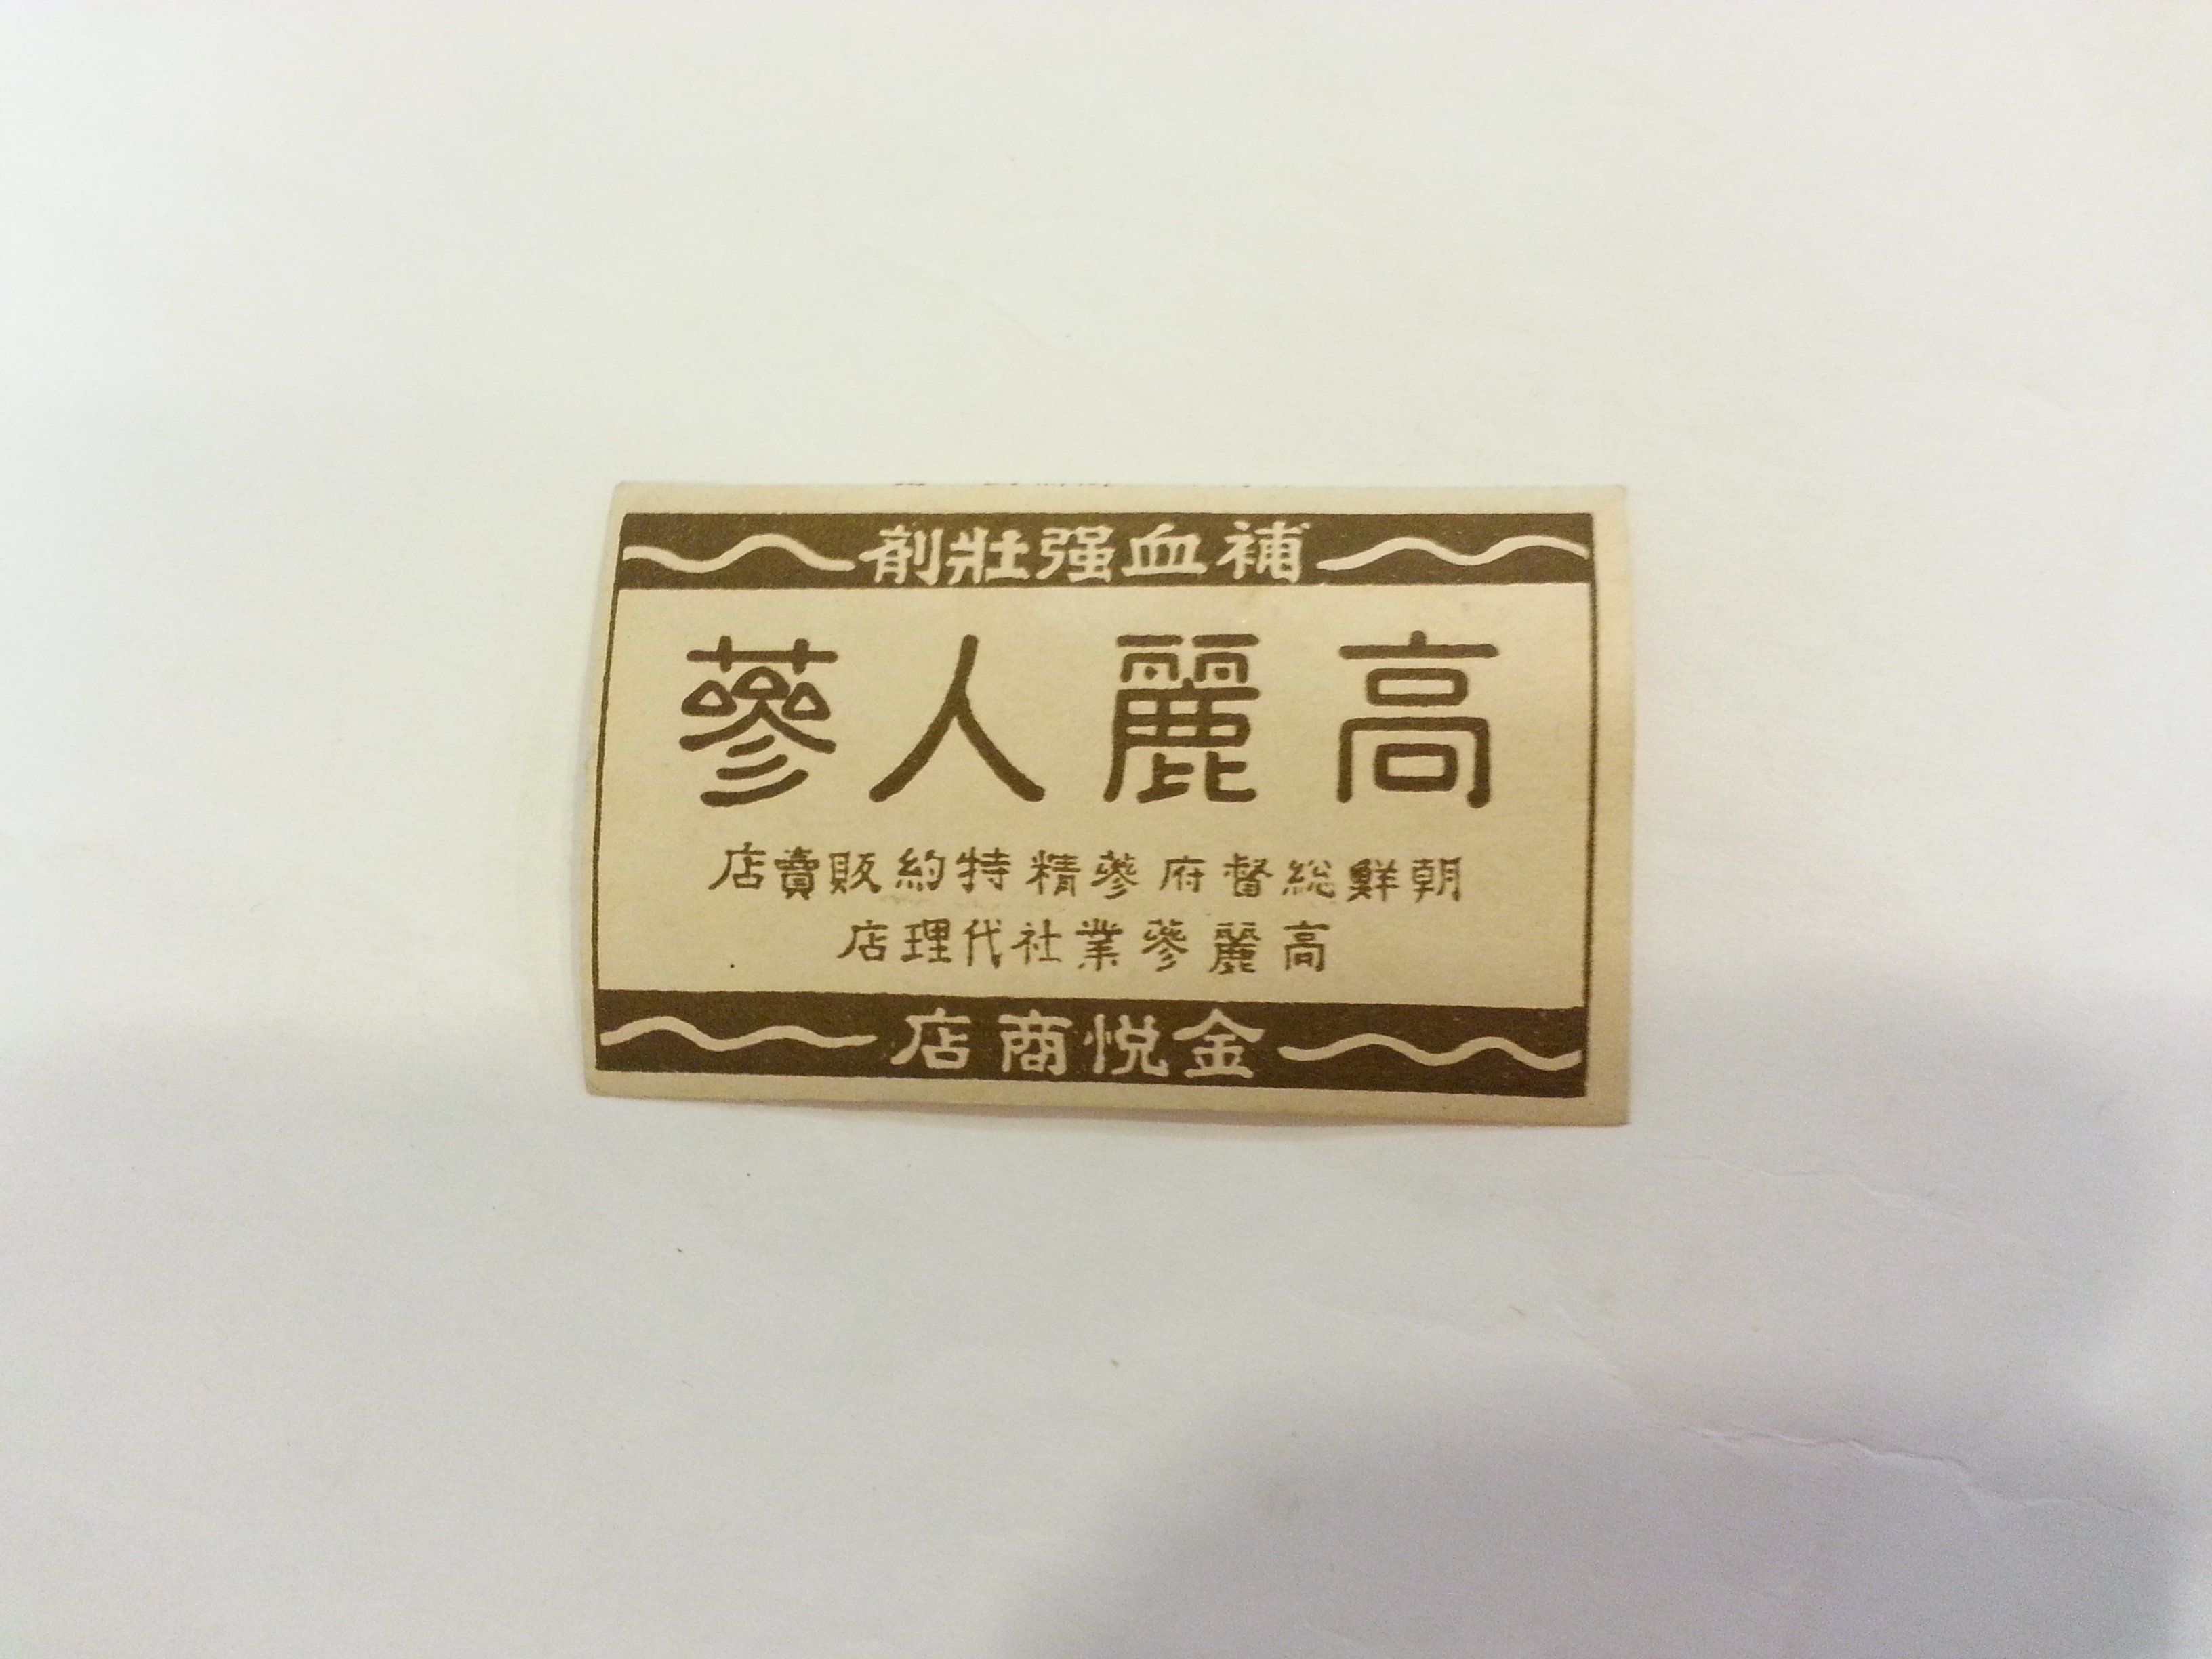 補血强壯劑
高麗人蔘
朝鮮総督府蔘精特約販賣店
高麗蔘業社代理店
金悦商店